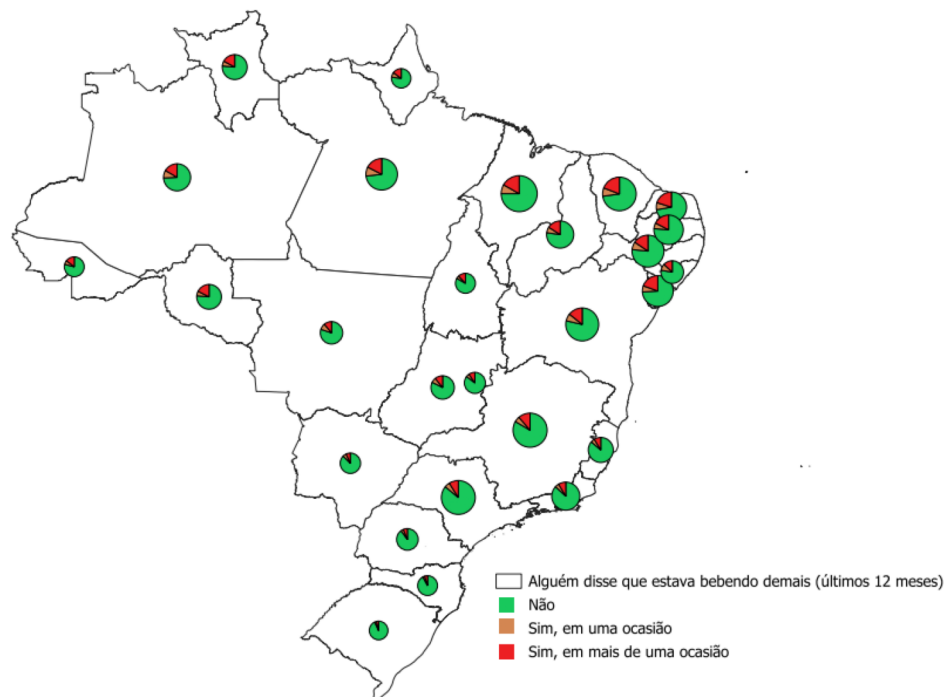 Alguém disse que estava bebendo demais (últimos 12 meses)
Não
Sim, em uma ocasião
Sim, em mais de uma ocasião